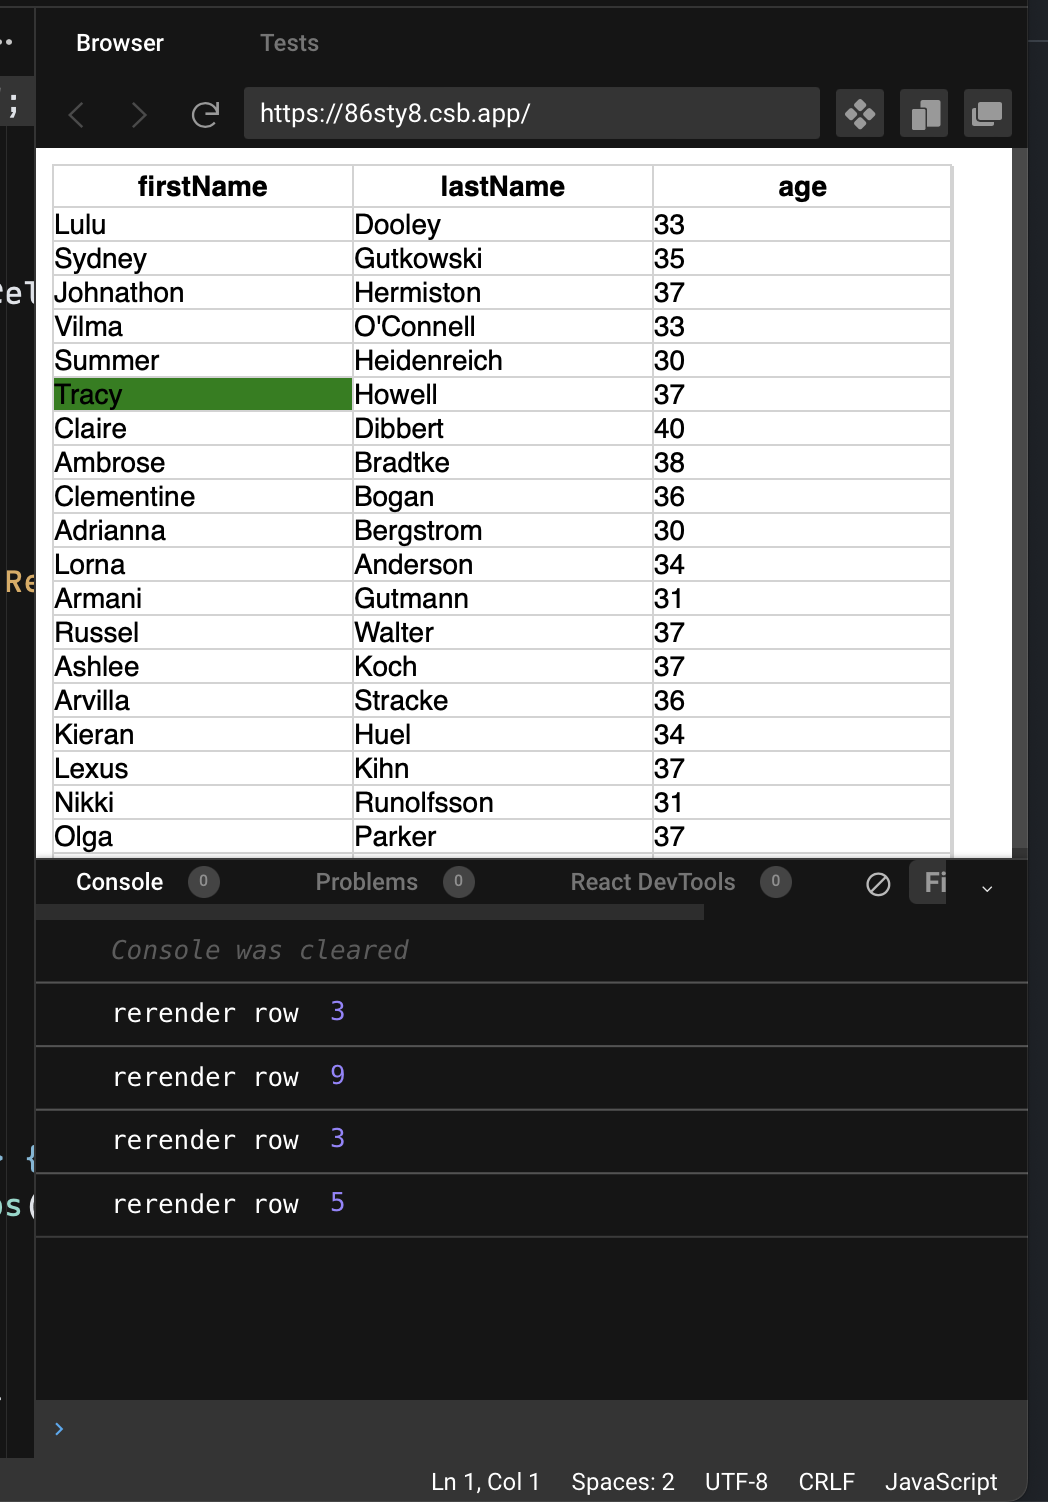 Browser Tests
https://86sty8.csb.app/
firstName lastName age
Lulu Dooley 33
Sydney Gutkowski 35
Johnathon Hermiston 37
Vilma O'Connell 33
Summer Heidenreich 30
Tracy Howell 37
Claire Dibbert 40
Ambrose Bradtke 38
Clementine Bogan 36
Adrianna Bergstrom 30
Lorna Anderson 34
Armani Gutmann 31
Russel Walter 37
Ashlee Koch 37
Arvilla Stracke 36
Kieran Huel 34
Lexus Kihn 37
Nikki Runolfsson 31
Olga Parker 37
Console 0 Problems 0 React DevTools 0 Fi
Console was cleared
rerender row 3
rerender row 9
rerender row 3
rerender row 5
Ln 1, Col 1 Spaces: 2 UTF-8 CRLF JavaScript